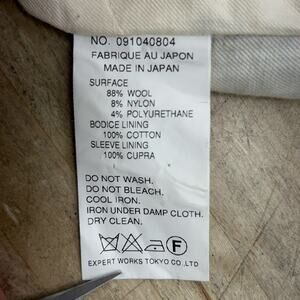 NO. 091040804
FABRIQUE AU JAPON
MADE IN JAPAN
SURFACE
88% WOOL
8% NYLON
4% POLYURETHANE
BODICE LINING
100% COTTON
SLEEVE LINING
100% CUPRA
DO NOT WASH.
DO NOT BLEACH.
COOL IRON.
IRON UNDER DAMP CLOTH.
DRY CLEAN.
F
EXPERT WORKS TOKYO CO.,LTD